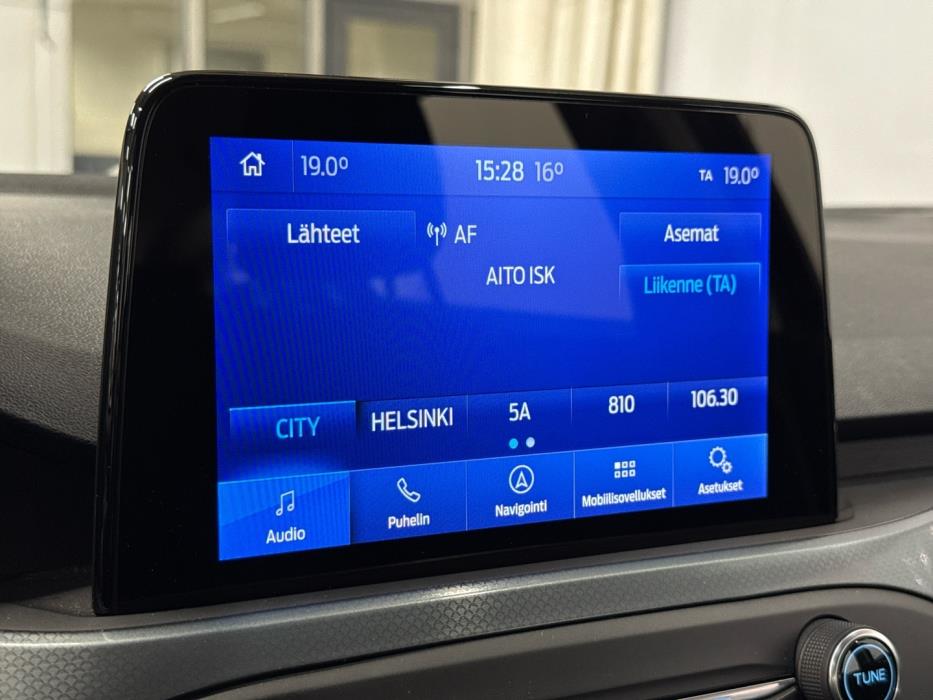 19.0° 15:28 16° TA 19.0°
Lähteet AF Asemat
AITO ISK
Liikenne (TA)
CITY HELSINKI 5A 810 106.30
Audio Puhelin Navigointi Mobiilisovellukset Asetukset
TUNE